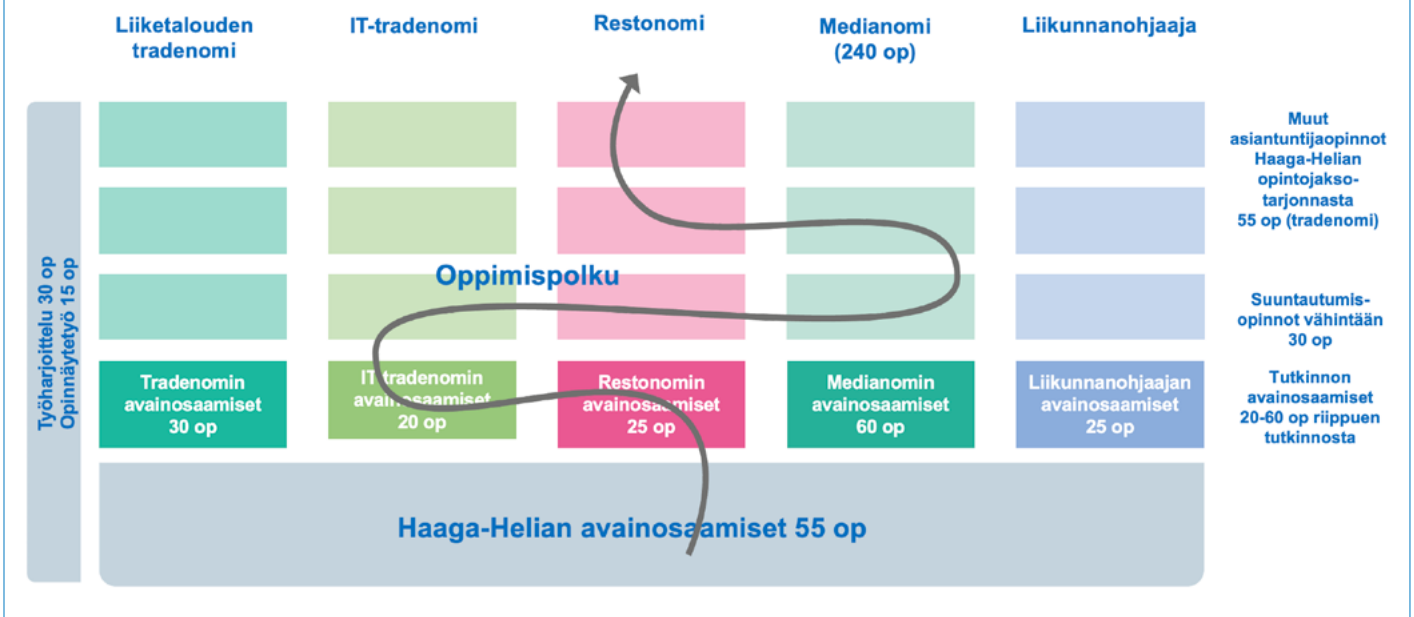 Liiketalouden
tradenomi
IT-tradenomi
Restonomi
Medianomi
(240 op)
Liikunnanohjaaja
Työharjoittelu 30 op
Opinnäytetyö 15 op
Muut
asiantuntijaopinnot
Haaga-Helian
opintojakso-
tarjonnasta
55 op (tradenomi)
Oppimispolku
Suuntautumis-
opinnot vähintään
30 op
Tradenomin
avainosaamiset
30 op
IT-tradenomin
avainosaamiset
20 op
Restonomin
avainosaamiset
25 op
Medianomin
avainosaamiset
60 op
Liikunnanohjaajan
avainosaamiset
25 op
Tutkinnon
avainosaamiset
20-60 op riippuen
tutkinnosta
Haaga-Helian avainosaamiset 55 op